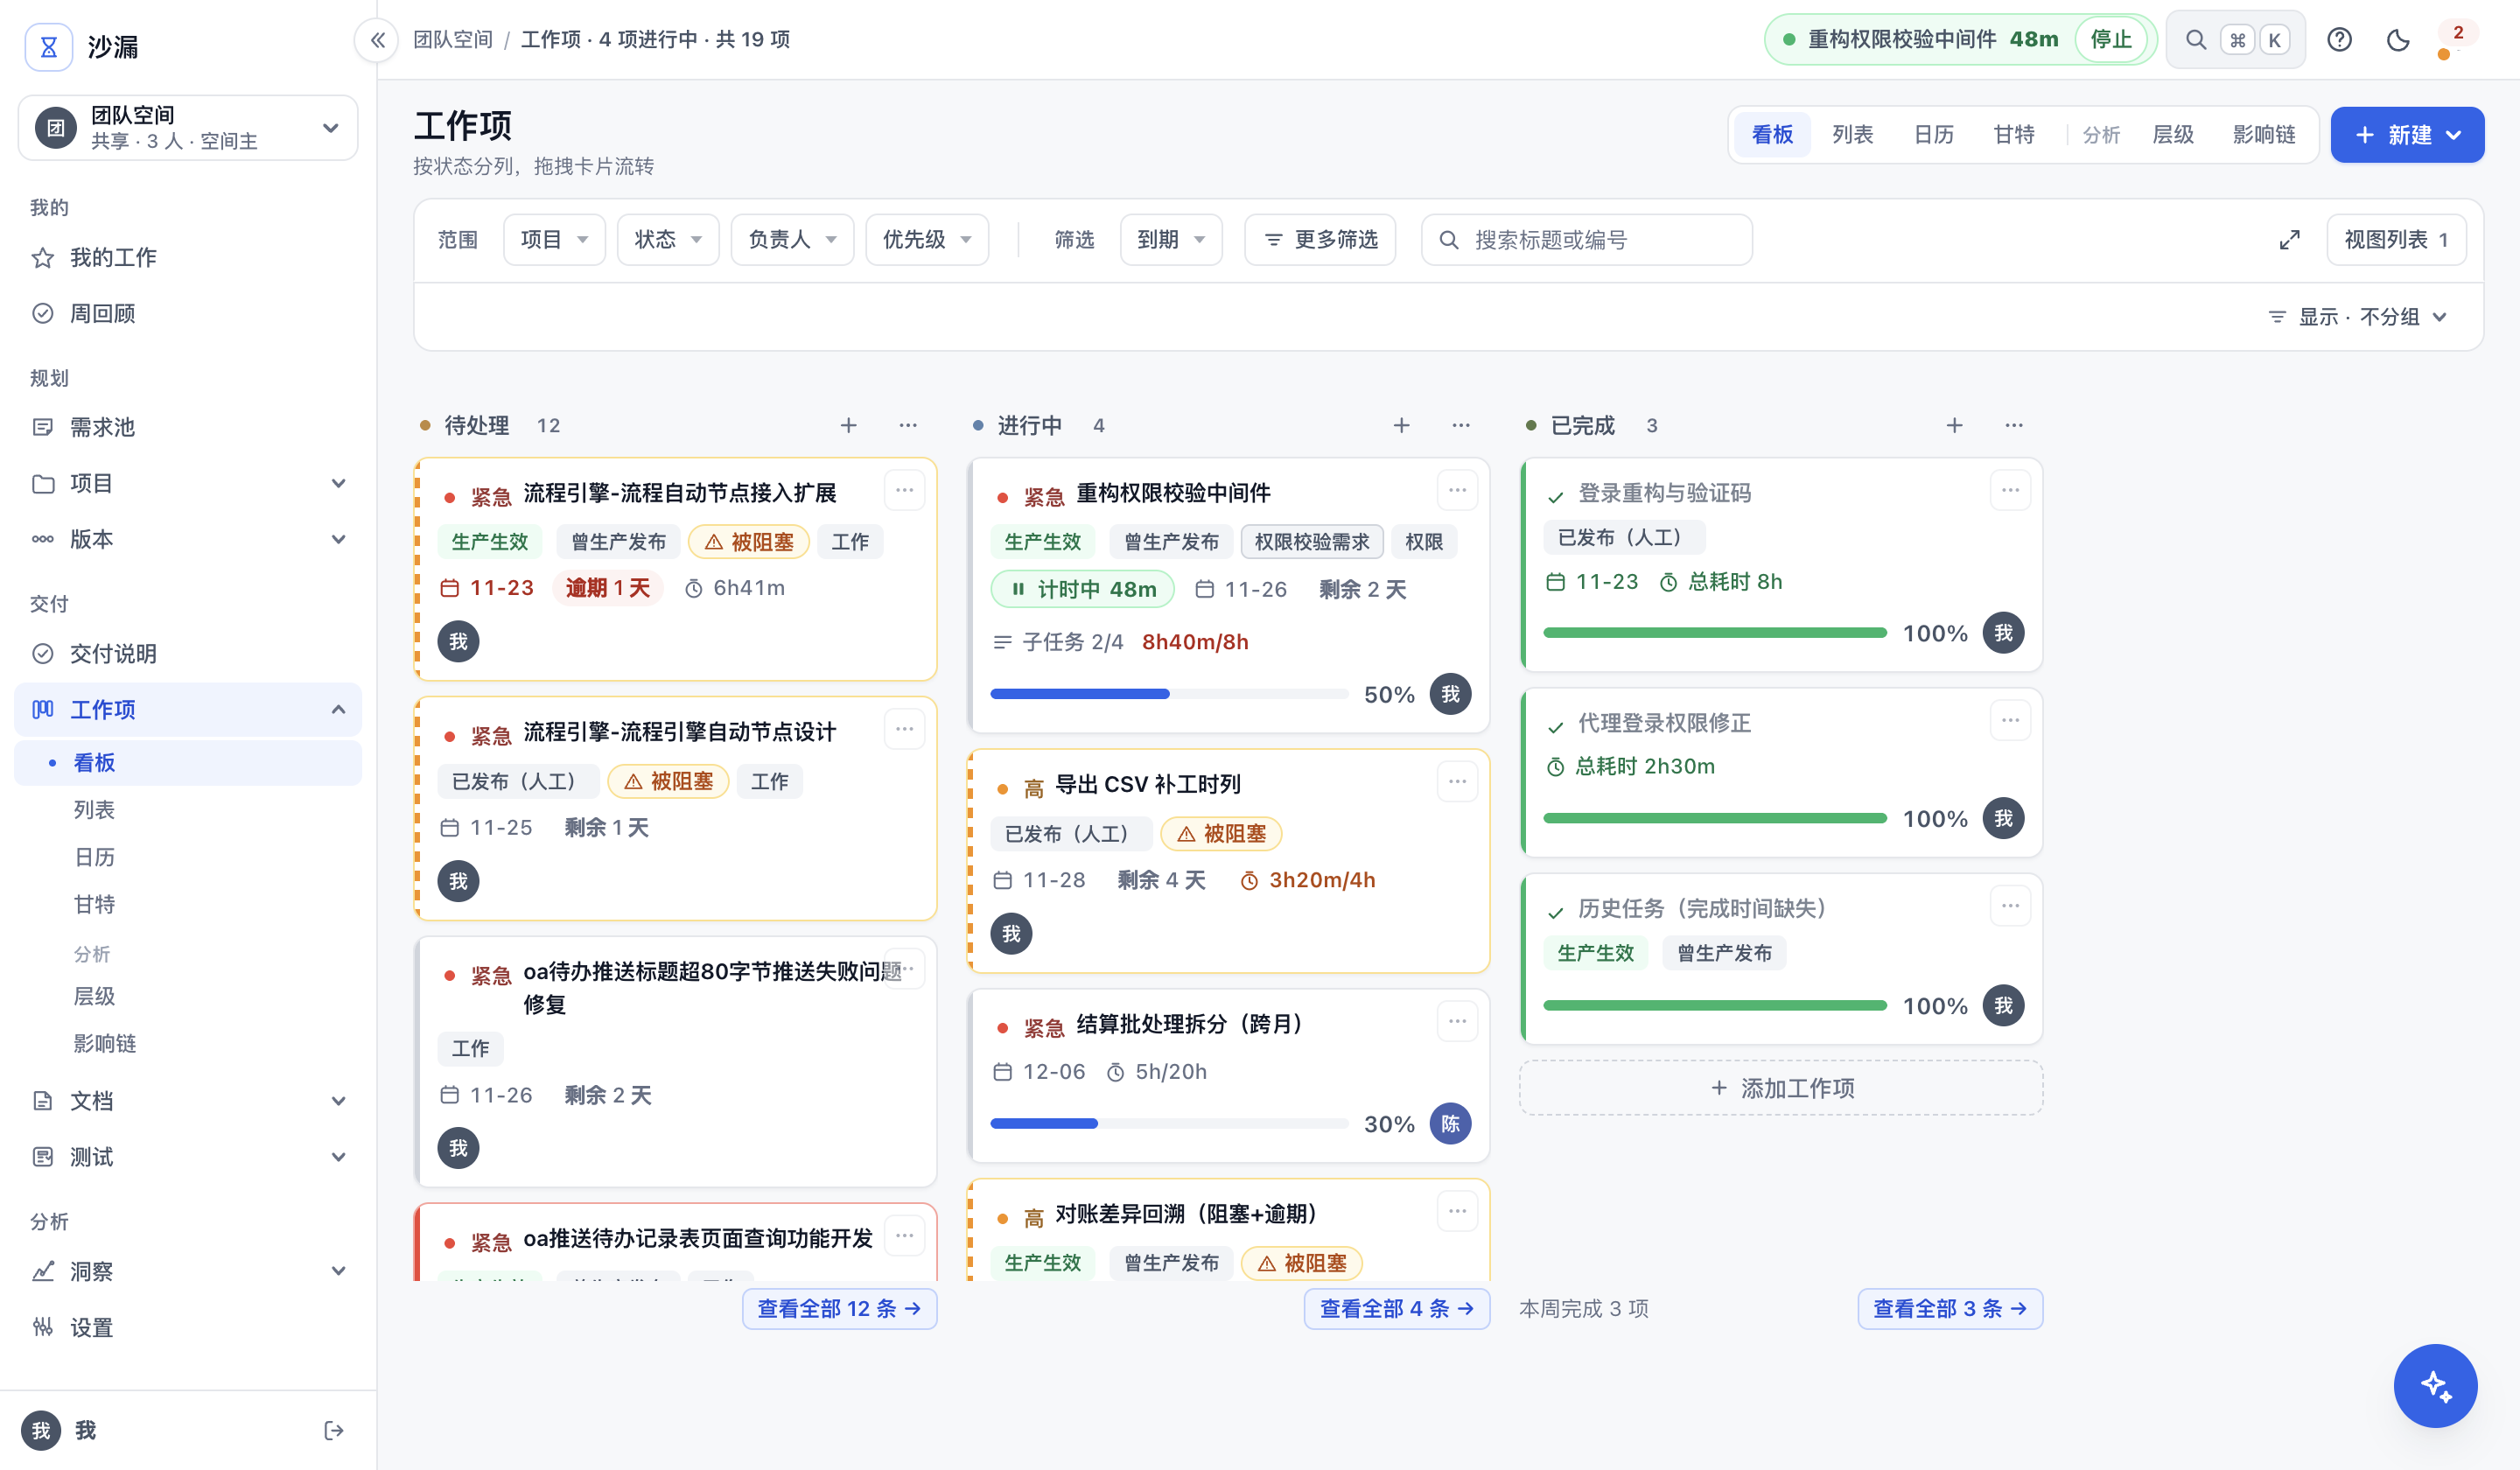 沙漏
团队空间 / 工作项 · 4 项进行中 · 共 19 项
重构权限校验中间件 48m 停止
⌘ K
2
团 团队空间
共享 · 3 人 · 空间主
我的
我的工作
周回顾
规划
需求池
项目
版本
交付
交付说明
工作项
看板
列表
日历
甘特
分析
层级
影响链
文档
测试
分析
洞察
设置
我 我
工作项
按状态分列，拖拽卡片流转
看板 列表 日历 甘特 分析 层级 影响链
+ 新建
范围 项目 状态 负责人 优先级 筛选 到期 更多筛选 搜索标题或编号 视图列表 1
显示 · 不分组
待处理 12
紧急 流程引擎-流程自动节点接入扩展
生产生效 曾生产发布 被阻塞 工作
11-23 逾期 1 天 6h41m
我
紧急 流程引擎-流程引擎自动节点设计
已发布（人工） 被阻塞 工作
11-25 剩余 1 天
我
紧急 oa待办推送标题超80字节推送失败问题
修复
工作
11-26 剩余 2 天
我
紧急 oa推送待办记录表页面查询功能开发
查看全部 12 条 →
进行中 4
紧急 重构权限校验中间件
生产生效 曾生产发布 权限校验需求 权限
计时中 48m 11-26 剩余 2 天
子任务 2/4 8h40m/8h
50% 我
高 导出 CSV 补工时列
已发布（人工） 被阻塞
11-28 剩余 4 天 3h20m/4h
我
紧急 结算批处理拆分（跨月）
12-06 5h/20h
30% 陈
高 对账差异回溯（阻塞+逾期）
生产生效 曾生产发布 被阻塞
查看全部 4 条 →
已完成 3
登录重构与验证码
已发布（人工）
11-23 总耗时 8h
100% 我
代理登录权限修正
总耗时 2h30m
100% 我
历史任务（完成时间缺失）
生产生效 曾生产发布
100% 我
+ 添加工作项
本周完成 3 项 查看全部 3 条 →